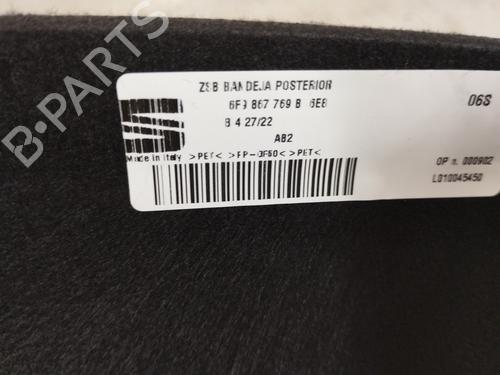 ZSB BANDEJA POSTERIOR
6F9 867 769 B 6E8
06S
B 4 27/22
AB2
Made in Italy >PET< >PP-GF50< >PET<
OP n. 000902
L010045450
B-PARTS